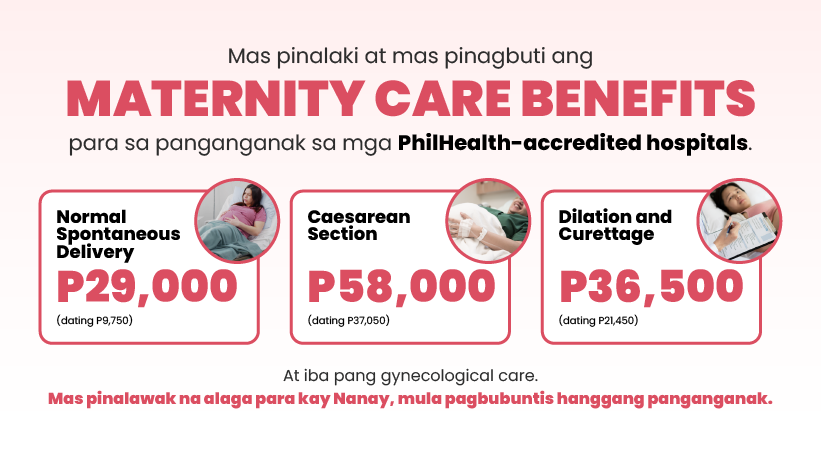 Mas pinalaki at mas pinagbuti ang
MATERNITY CARE BENEFITS
para sa panganganak sa mga PhilHealth-accredited hospitals.
Normal
Spontaneous
Delivery
P29,000
(dating P9,750)
Caesarean
Section
P58,000
(dating P37,050)
Dilation and
Curettage
P36,500
(dating P21,450)
At iba pang gynecological care.
Mas pinalawak na alaga para kay Nanay, mula pagbubuntis hanggang panganganak.